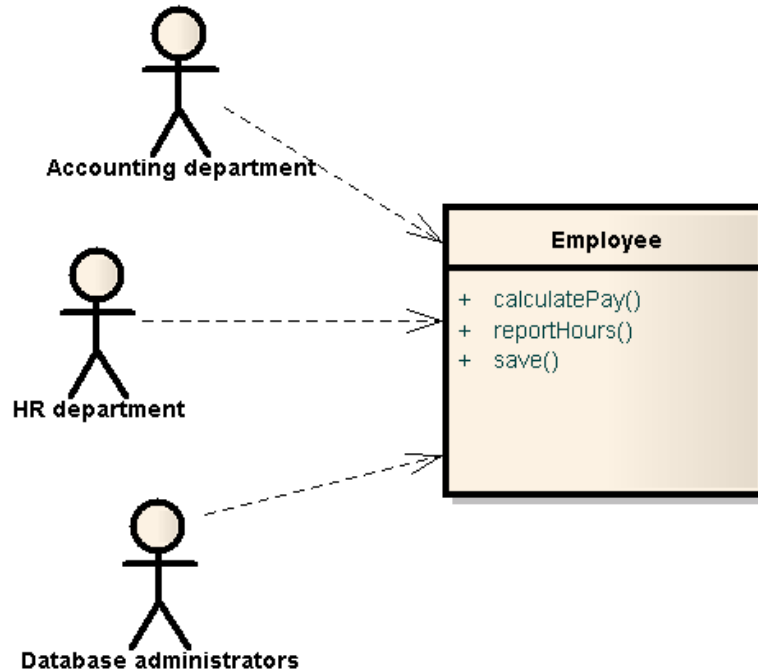 Accounting department
HR department
Database administrators
Employee
+ calculatePay()
+ reportHours()
+ save()